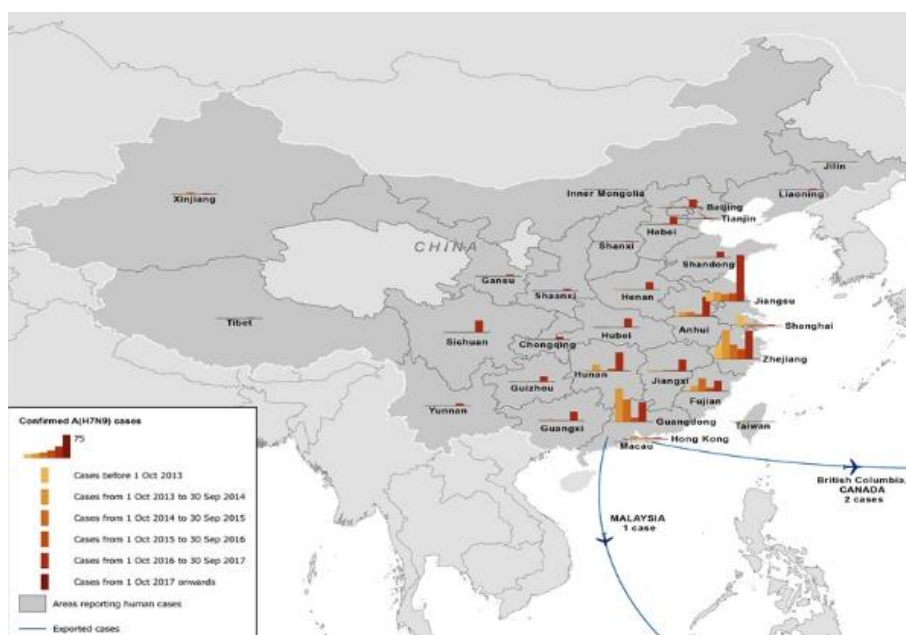 Jilin
Xinjiang
Inner Mongolia
Liaoning
Beijing
Tianjin
Hebei
CHINA
Shanxi
Shandong
Gansu
Shaanxi
Henan
Jiangsu
Tibet
Anhui
Shanghai
Sichuan
Chongqing
Hubei
Zhejiang
Hunan
Jiangxi
Guizhou
Fujian
Yunnan
Guangxi
Guangdong
Taiwan
Macau
Hong Kong
British Columbia,
CANADA
2 cases
MALAYSIA
1 case
Confirmed A(H7N9) cases
75
Cases before 1 Oct 2013
Cases from 1 Oct 2013 to 30 Sep 2014
Cases from 1 Oct 2014 to 30 Sep 2015
Cases from 1 Oct 2015 to 30 Sep 2016
Cases from 1 Oct 2016 to 30 Sep 2017
Cases from 1 Oct 2017 onwards
Areas reporting human cases
Exported cases